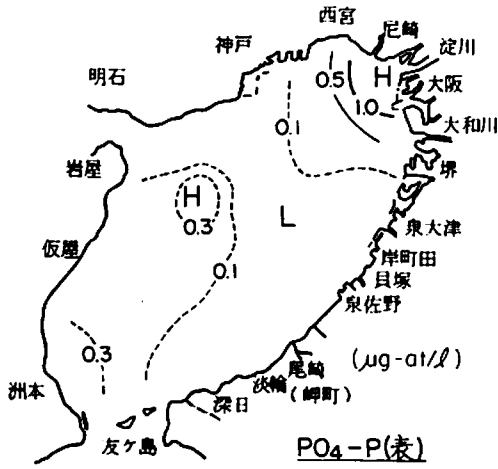 西宮
尼崎
神戸
淀川
明石
0.5
H
大阪
1.0
大和川
0.1
岩屋
堺
H
0.3
L
泉大津
仮屋
岸町田
0.1
貝塚
泉佐野
0.3
(μg-at/l)
尾崎
洲本
淡輪
(岬町)
深日
友ケ島
PO4-P(表)